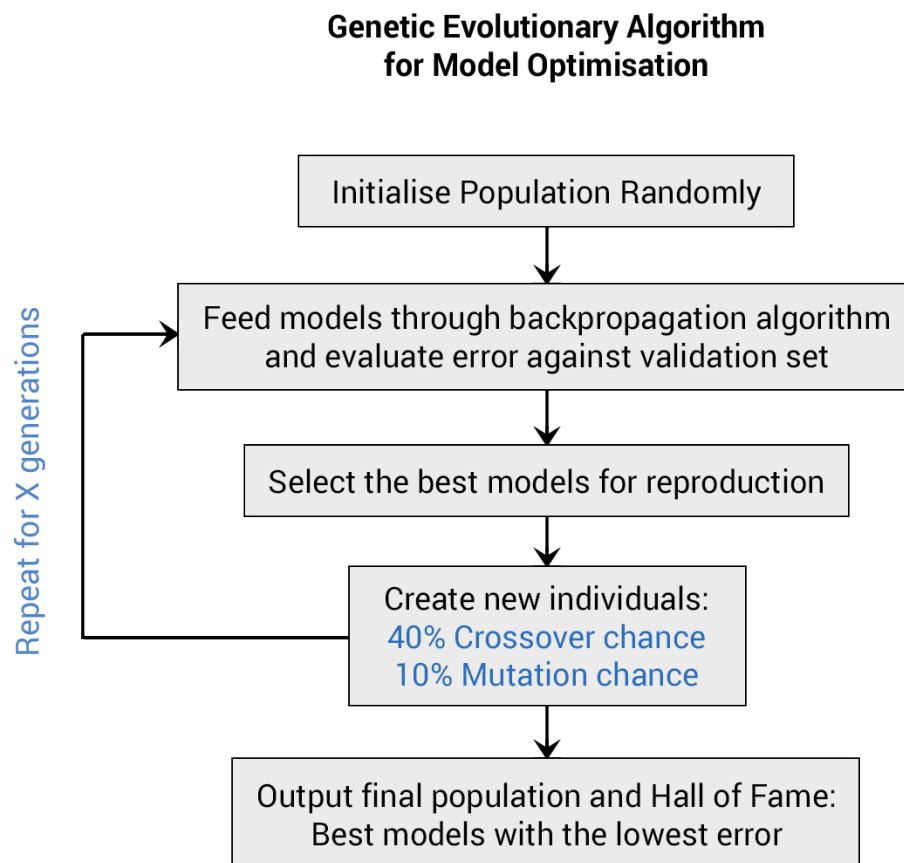 Genetic Evolutionary Algorithm
for Model Optimisation
Initialise Population Randomly
Feed models through backpropagation algorithm
and evaluate error against validation set
Repeat for X generations
Select the best models for reproduction
Create new individuals:
40% Crossover chance
10% Mutation chance
Output final population and Hall of Fame:
Best models with the lowest error